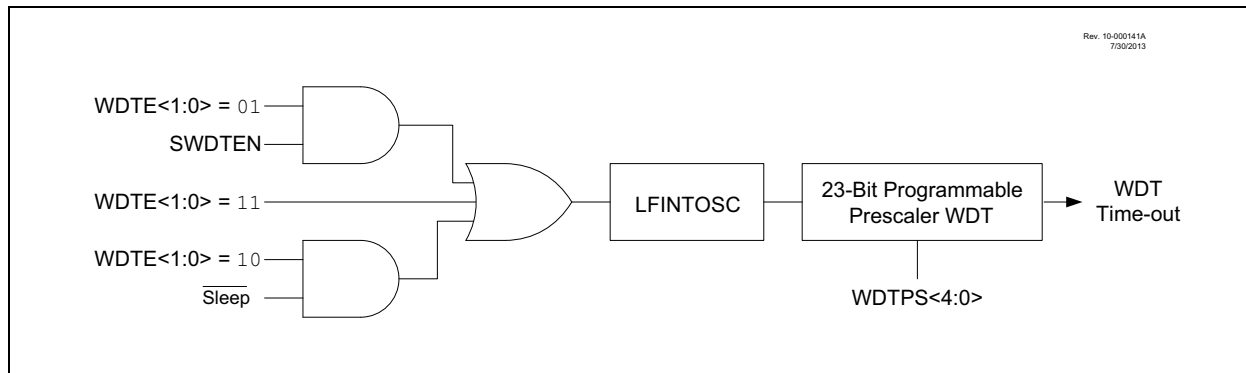 Rev. 10-000141A
7/30/2013
WDTE<1:0> = 01
SWDTEN
WDTE<1:0> = 11
WDTE<1:0> = 10
Sleep
LFINTOSC
23-Bit Programmable
Prescaler WDT
WDT
Time-out
WDTPS<4:0>